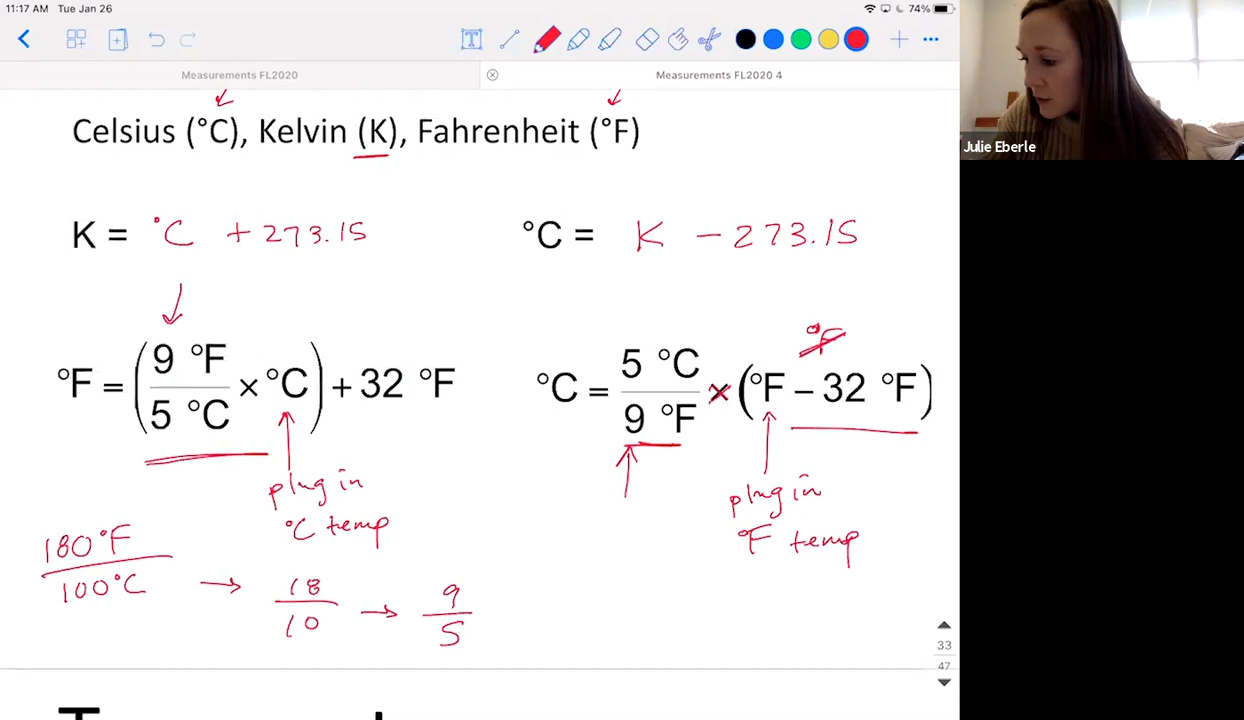 11:17 AM Tue Jan 26
74%
Measurements FL2020
Measurements FL2020 4
Julie Eberle
Celsius (°C), Kelvin (K), Fahrenheit (°F)
K = °C + 273.15
°C = K - 273.15
°F = (9 °F / 5 °C × °C) + 32 °F
°F
°C = 5 °C / 9 °F × (°F – 32 °F)
plug in
°C temp
plug in
°F temp
180°F / 100°C → 18 / 10 → 9 / 5
33
47